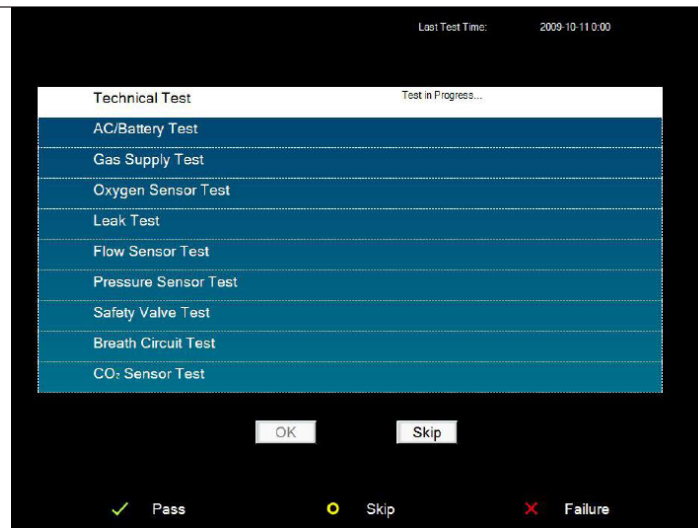 Last Test Time: 2009-10-11 0:00
Technical Test Test in Progress...
AC/Battery Test
Gas Supply Test
Oxygen Sensor Test
Leak Test
Flow Sensor Test
Pressure Sensor Test
Safety Valve Test
Breath Circuit Test
CO₂ Sensor Test
OK Skip
Pass Skip Failure